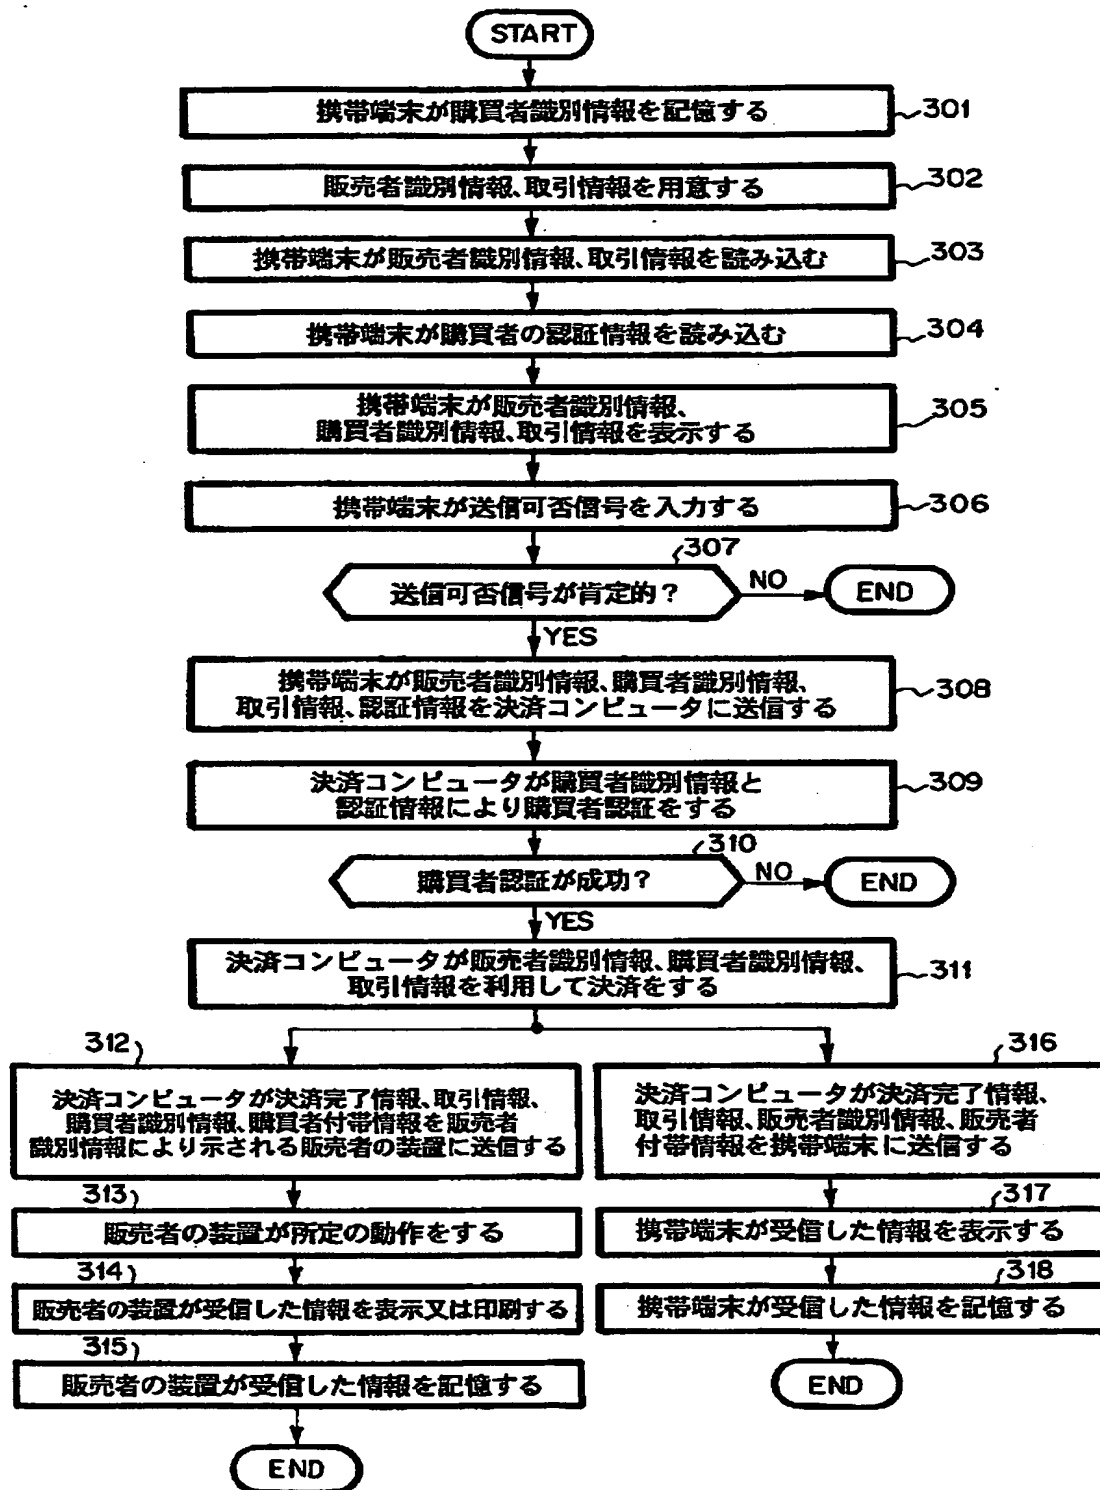 START
携帯端末が購買者識別情報を記憶する
301
販売者識別情報、取引情報を用意する
302
携帯端末が販売者識別情報、取引情報を読み込む
303
携帯端末が購買者の認証情報を読み込む
304
携帯端末が販売者識別情報、
購買者識別情報、取引情報を表示する
305
携帯端末が送信可否信号を入力する
306
307
送信可否信号が肯定的?
NO
END
YES
携帯端末が販売者識別情報、購買者識別情報、
取引情報、認証情報を決済コンピュータに送信する
308
決済コンピュータが購買者識別情報と
認証情報により購買者認証をする
309
310
購買者認証が成功?
NO
END
YES
決済コンピュータが販売者識別情報、購買者識別情報、
取引情報を利用して決済をする
311
312
決済コンピュータが決済完了情報、取引情報、
購買者識別情報、購買者付帯情報を販売者
識別情報により示される販売者の装置に送信する
313
販売者の装置が所定の動作をする
314
販売者の装置が受信した情報を表示又は印刷する
315
販売者の装置が受信した情報を記憶する
END
316
決済コンピュータが決済完了情報、
取引情報、販売者識別情報、販売者
付帯情報を携帯端末に送信する
317
携帯端末が受信した情報を表示する
318
携帯端末が受信した情報を記憶する
END